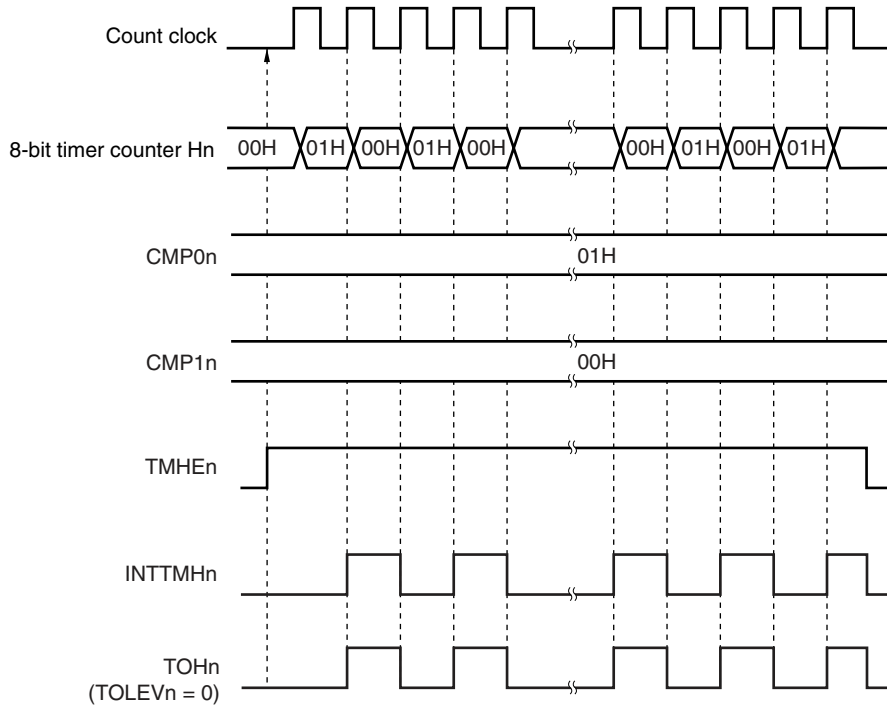 Count clock
8-bit timer counter Hn 00H 01H 00H 01H 00H 00H 01H 00H 01H
CMP0n 01H
CMP1n 00H
TMHEn
INTTMHn
TOHn
(TOLEVn = 0)